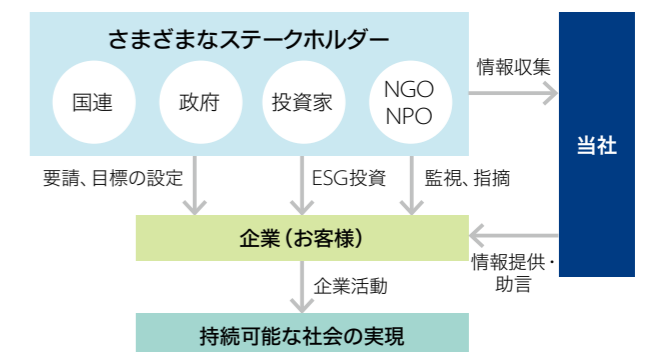 さまざまなステークホルダー
国連
政府
投資家
NGO
NPO
情報収集
当社
要請、目標の設定
ESG投資
監視、指摘
企業（お客様）
情報提供・
助言
企業活動
持続可能な社会の実現